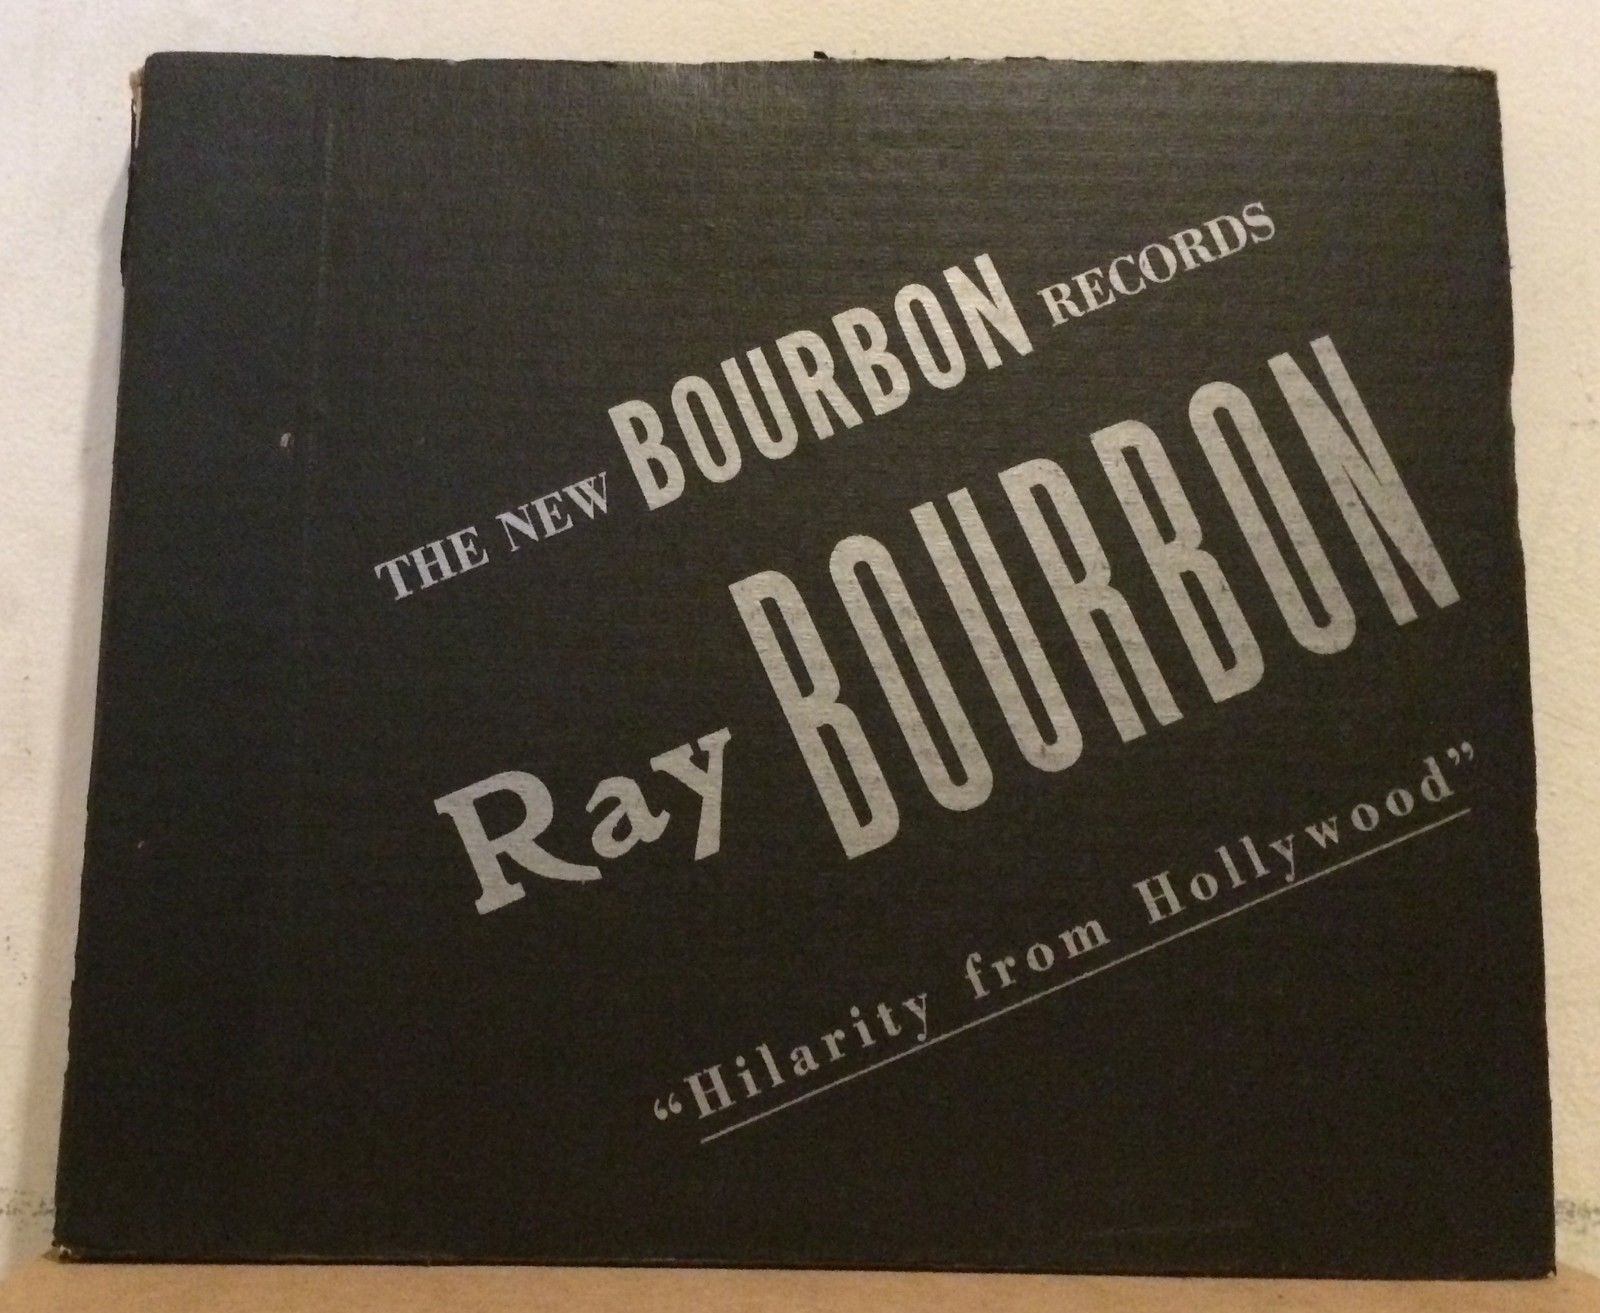 THE NEW BOURBON RECORDS
Ray BOURBON
“Hilarity from Hollywood”